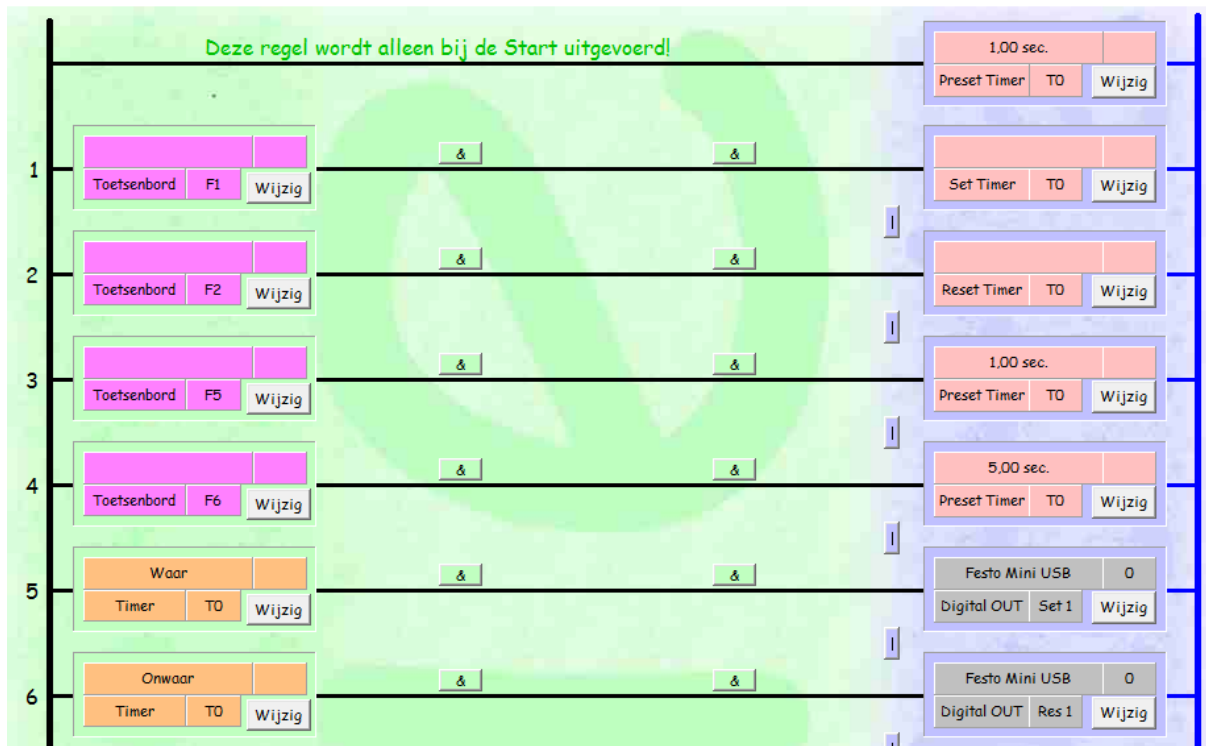 Deze regel wordt alleen bij de Start uitgevoerd!
1,00 sec.
Preset Timer T0 Wijzig
1
Toetsenbord F1 Wijzig
& &
Set Timer T0 Wijzig
|
2
Toetsenbord F2 Wijzig
& &
Reset Timer T0 Wijzig
|
3
Toetsenbord F5 Wijzig
& &
1,00 sec.
Preset Timer T0 Wijzig
|
4
Toetsenbord F6 Wijzig
& &
5,00 sec.
Preset Timer T0 Wijzig
|
5
Waar
Timer T0 Wijzig
& &
Festo Mini USB 0
Digital OUT Set 1 Wijzig
|
6
Onwaar
Timer T0 Wijzig
& &
Festo Mini USB 0
Digital OUT Res 1 Wijzig
|